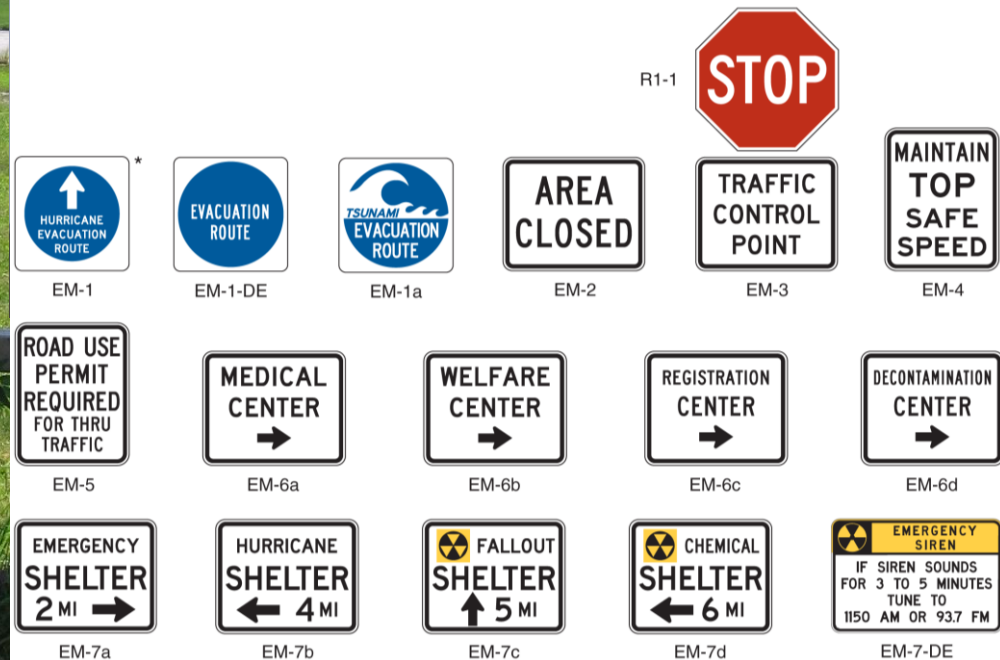 R1-1
STOP
*
HURRICANE
EVACUATION
ROUTE
EM-1
EVACUATION
ROUTE
EM-1-DE
TSUNAMI
EVACUATION
ROUTE
EM-1a
AREA
CLOSED
EM-2
TRAFFIC
CONTROL
POINT
EM-3
MAINTAIN
TOP
SAFE
SPEED
EM-4
ROAD USE
PERMIT
REQUIRED
FOR THRU
TRAFFIC
EM-5
MEDICAL
CENTER
EM-6a
WELFARE
CENTER
EM-6b
REGISTRATION
CENTER
EM-6c
DECONTAMINATION
CENTER
EM-6d
EMERGENCY
SHELTER
2 MI
EM-7a
HURRICANE
SHELTER
4 MI
EM-7b
FALLOUT
SHELTER
5 MI
EM-7c
CHEMICAL
SHELTER
6 MI
EM-7d
EMERGENCY
SIREN
IF SIREN SOUNDS
FOR 3 TO 5 MINUTES
TUNE TO
1150 AM OR 93.7 FM
EM-7-DE